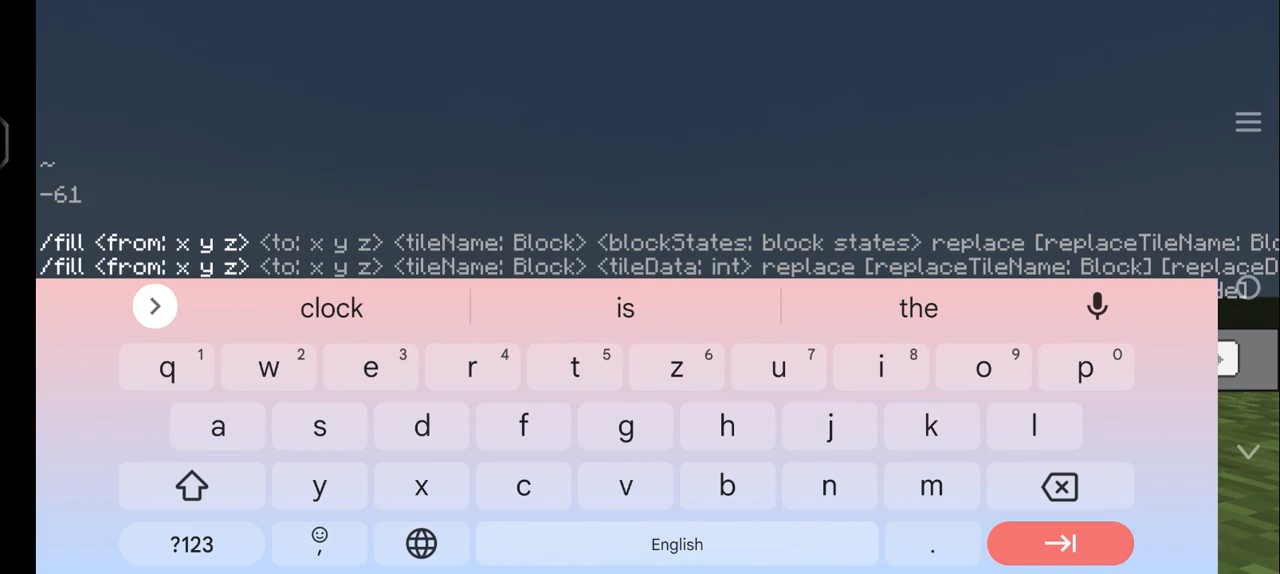 ~
-61
/fill <from: x y z> <to: x y z> <tileName: Block> <blockStates: block states> replace [replaceTileName: Blo
/fill <from: x y z> <to: x y z> <tileName: Block> <tileData: int> replace [replaceTileName: Block] [replaceD
de]
clock is the
q 1 w 2 e 3 r 4 t 5 z 6 u 7 i 8 o 9 p 0
a s d f g h j k l
y x c v b n m
?123 , English .